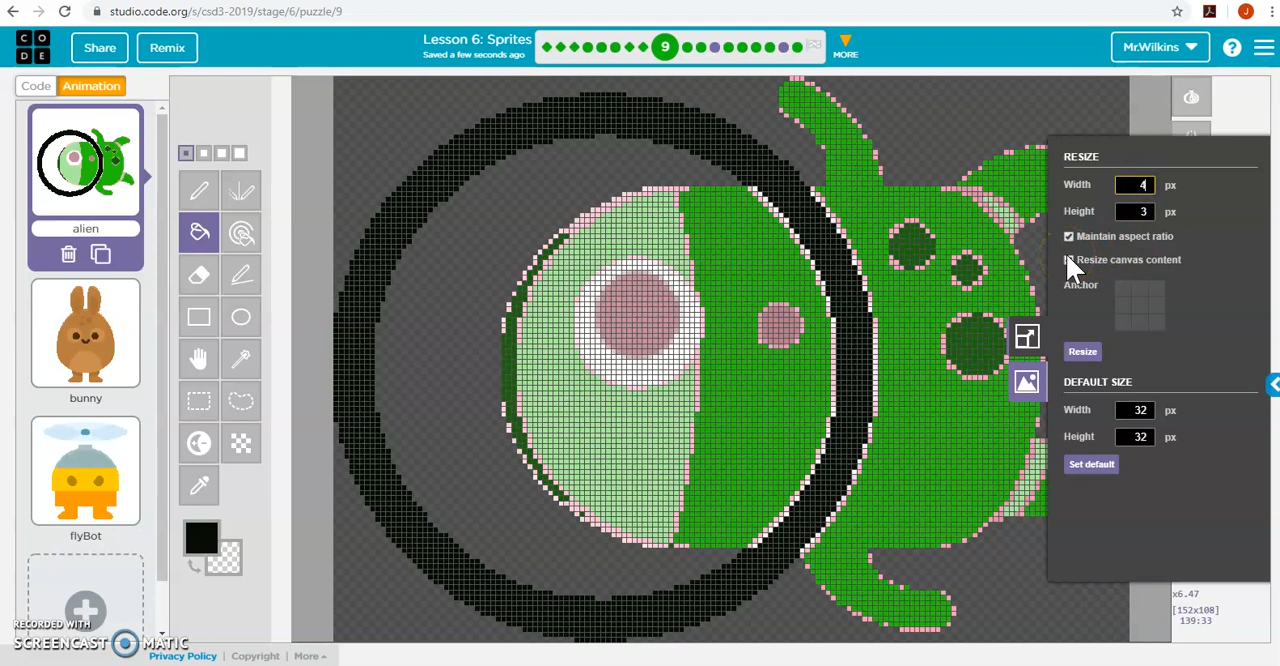 studio.code.org/s/csd3-2019/stage/6/puzzle/9
J
C O D E
Share
Remix
Lesson 6: Sprites
Saved a few seconds ago
9
MORE
Mr.Wilkins
?
Code
Animation
alien
bunny
flyBot
RESIZE
Width 4 px
Height 3 px
Maintain aspect ratio
Resize canvas content
Anchor
Resize
DEFAULT SIZE
Width 32 px
Height 32 px
Set default
x6.47
[152x108]
139:33
RECORDED WITH
SCREENCAST MATIC
Privacy Policy | Copyright | More